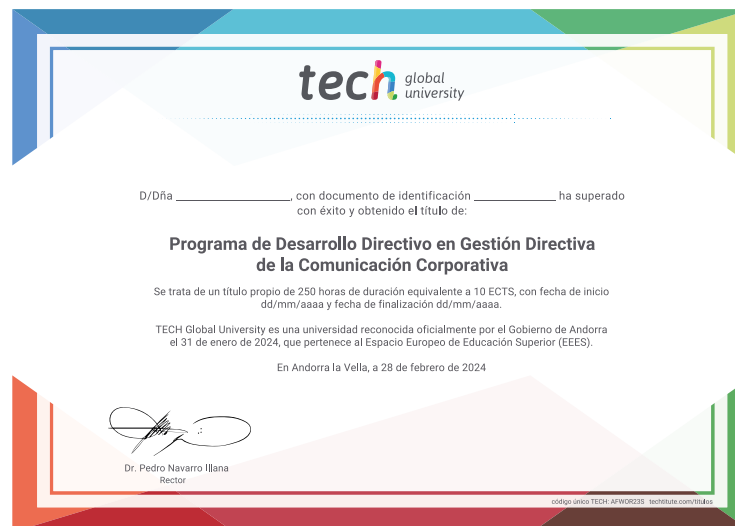 tech global university
D/Dña ______________, con documento de identificación ______________ ha superado
con éxito y obtenido el título de:
Programa de Desarrollo Directivo en Gestión Directiva
de la Comunicación Corporativa
Se trata de un título propio de 250 horas de duración equivalente a 10 ECTS, con fecha de inicio
dd/mm/aaaa y fecha de finalización dd/mm/aaaa.
TECH Global University es una universidad reconocida oficialmente por el Gobierno de Andorra
el 31 de enero de 2024, que pertenece al Espacio Europeo de Educación Superior (EEES).
En Andorra la Vella, a 28 de febrero de 2024
Dr. Pedro Navarro Illana
Rector
código único TECH: AFWOR23S techtitute.com/titulos